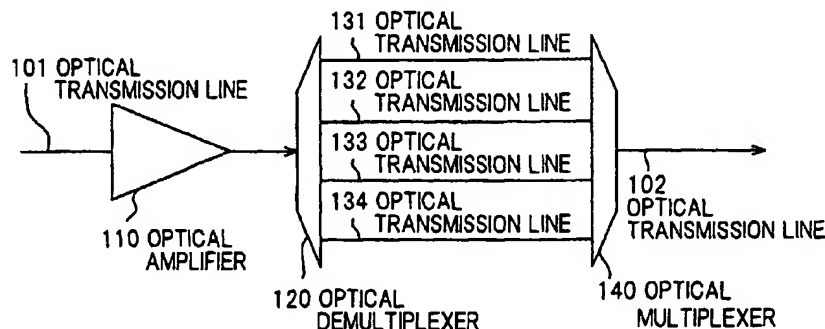 131 OPTICAL
TRANSMISSION LINE
101 OPTICAL
TRANSMISSION LINE
132 OPTICAL
TRANSMISSION LINE
133 OPTICAL
TRANSMISSION LINE
134 OPTICAL
TRANSMISSION LINE
102
OPTICAL
TRANSMISSION LINE
110 OPTICAL
AMPLIFIER
120 OPTICAL
DEMULTIPLEXER
140 OPTICAL
MULTIPLEXER